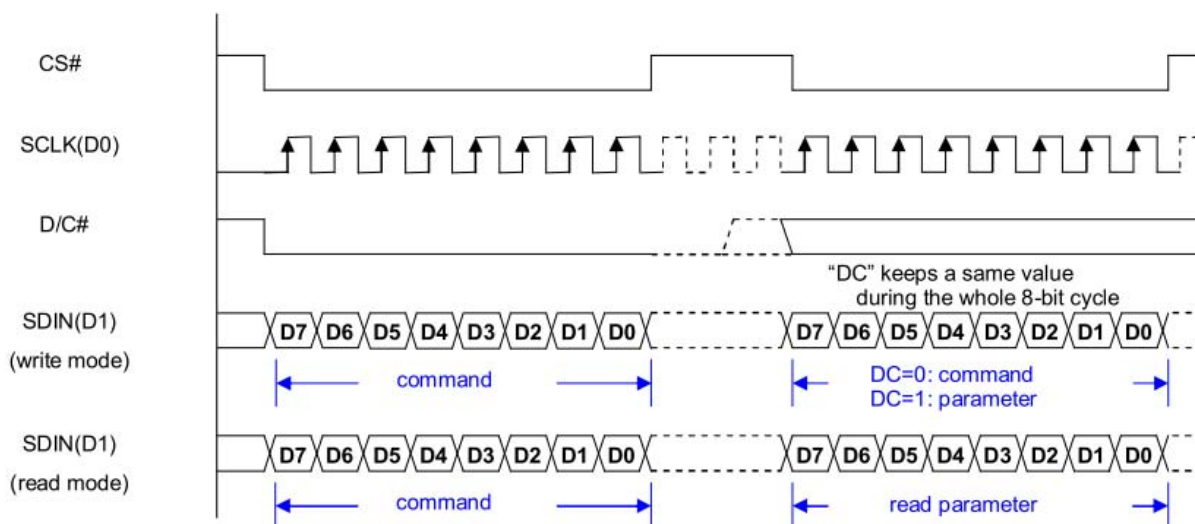 CS#
SCLK(D0)
D/C#
“DC” keeps a same value
during the whole 8-bit cycle
SDIN(D1)
(write mode)
D7 D6 D5 D4 D3 D2 D1 D0 D7 D6 D5 D4 D3 D2 D1 D0
command
DC=0: command
DC=1: parameter
SDIN(D1)
(read mode)
D7 D6 D5 D4 D3 D2 D1 D0 D7 D6 D5 D4 D3 D2 D1 D0
command
read parameter